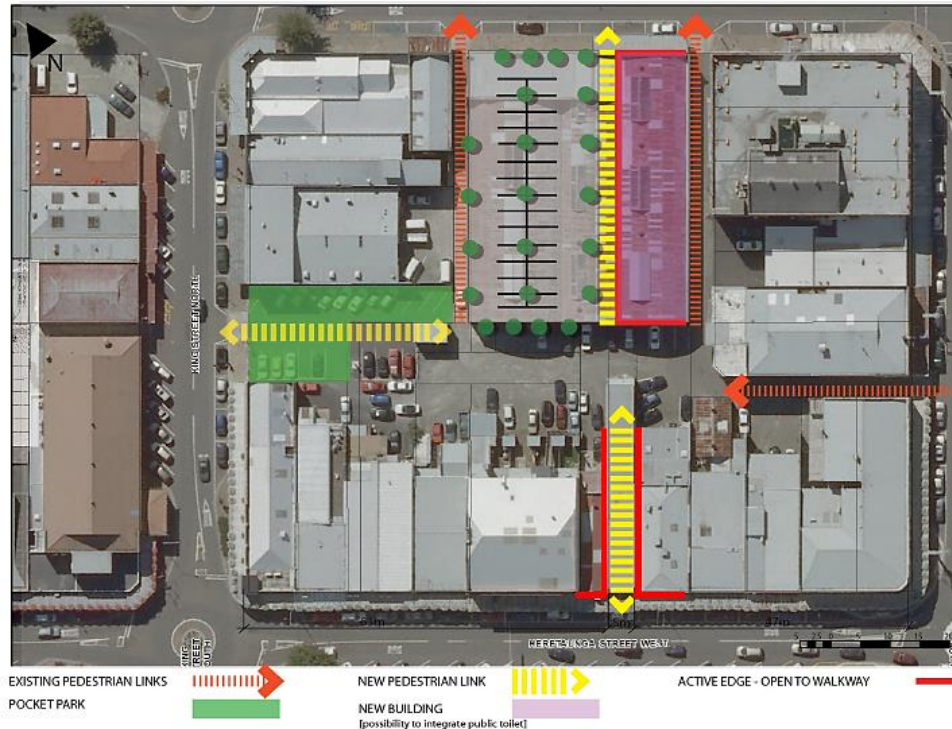 N
KING STREET NORTH
HERETAUNGA STREET WEST
EXISTING PEDESTRIAN LINKS
NEW PEDESTRIAN LINK
ACTIVE EDGE - OPEN TO WALKWAY
POCKET PARK
NEW BUILDING
[possibility to integrate public toilet]